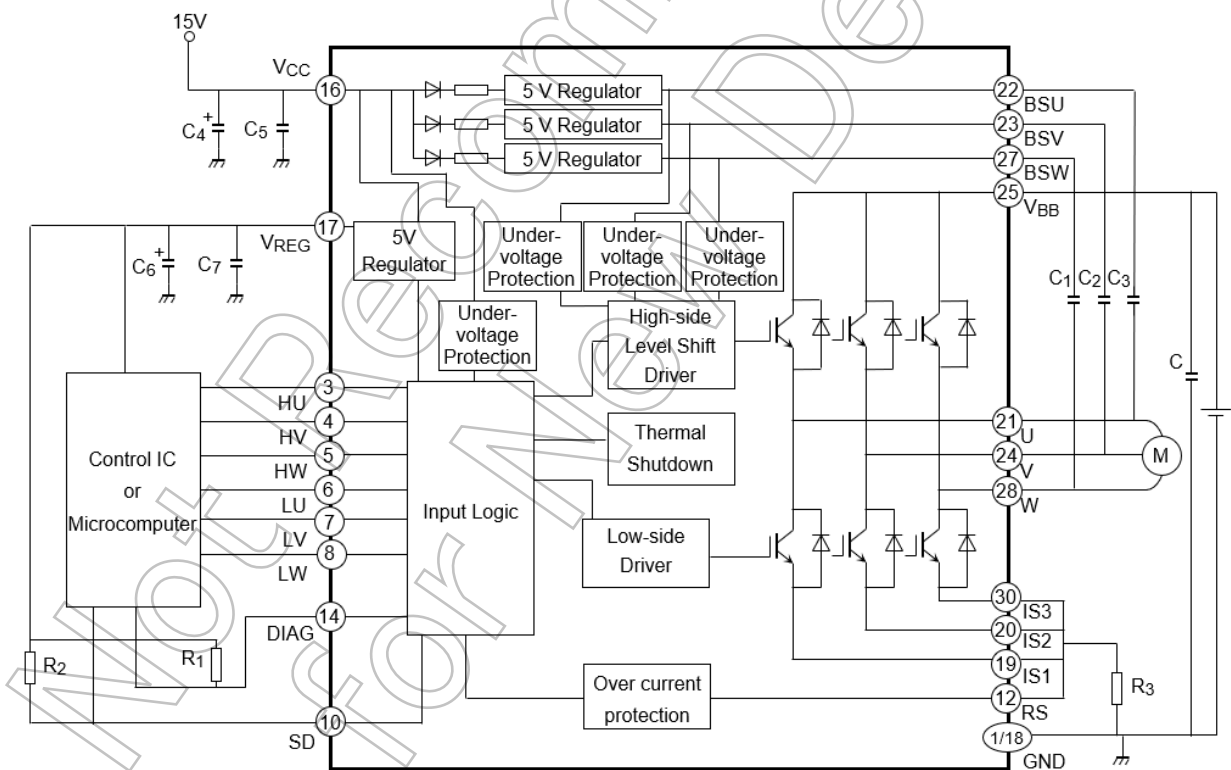 15V
VCC
16
5 V Regulator
22
BSU
C4
+
C5
5 V Regulator
23
BSV
5 V Regulator
27
BSW
25
VBB
17
VREG
5V
Regulator
Under-
voltage
Protection
Under-
voltage
Protection
Under-
voltage
Protection
C6
+
C7
C1
C2
C3
Under-
voltage
Protection
High-side
Level Shift
Driver
C
3
HU
4
HV
5
HW
6
LU
7
LV
8
LW
Control IC
or
Microcomputer
Input Logic
Thermal
Shutdown
21
U
24
V
28
W
M
Low-side
Driver
30
IS3
20
IS2
19
IS1
14
DIAG
R2
R1
Over current
protection
12
RS
R3
10
SD
1/18
GND
Not Recom
for New De